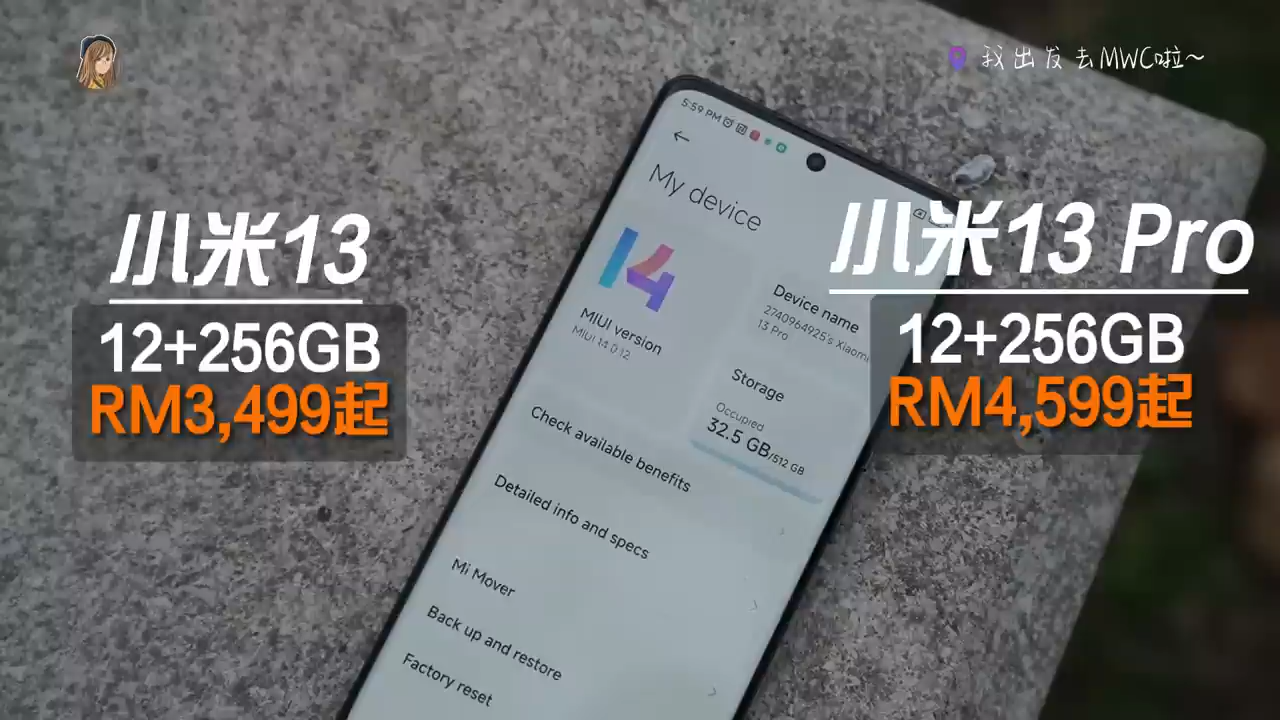 我出发去MWC啦~
小米13
12+256GB
RM3,499起
小米13 Pro
12+256GB
RM4,599起
5:59 PM
My device
14
MIUI version
MIUI 14.0.12
Device name
2740964925's Xiaomi
13 Pro
Storage
Occupied
32.5 GB/512 GB
Check available benefits
Detailed info and specs
Mi Mover
Back up and restore
Factory reset